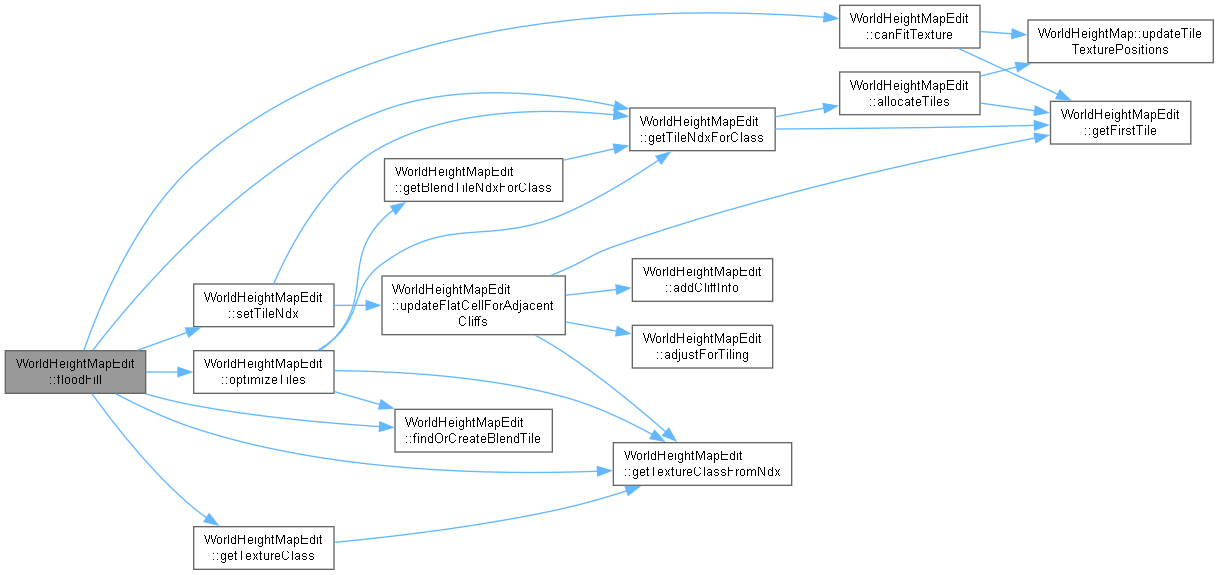 WorldHeightMapEdit
::floodFill
WorldHeightMapEdit
::canFitTexture
WorldHeightMap::updateTile
TexturePositions
WorldHeightMapEdit
::allocateTiles
WorldHeightMapEdit
::getFirstTile
WorldHeightMapEdit
::getTileNdxForClass
WorldHeightMapEdit
::getBlendTileNdxForClass
WorldHeightMapEdit
::setTileNdx
WorldHeightMapEdit
::updateFlatCellForAdjacent
Cliffs
WorldHeightMapEdit
::addCliffInfo
WorldHeightMapEdit
::adjustForTiling
WorldHeightMapEdit
::optimizeTiles
WorldHeightMapEdit
::findOrCreateBlendTile
WorldHeightMapEdit
::getTextureClassFromNdx
WorldHeightMapEdit
::getTextureClass